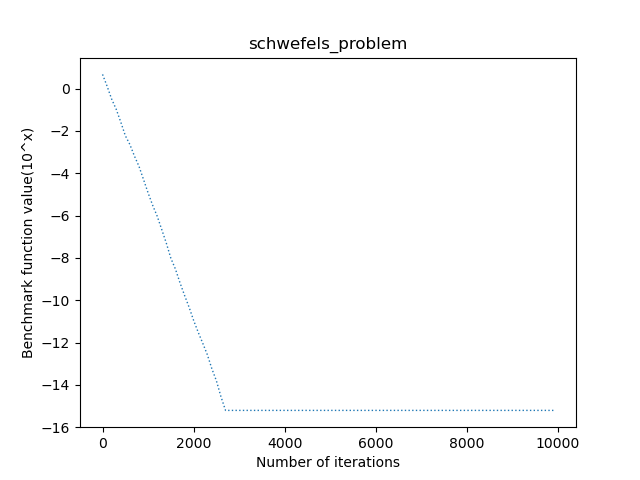 schwefels_problem
Benchmark function value(10^x)
0
−2
−4
−6
−8
−10
−12
−14
−16
0 2000 4000 6000 8000 10000
Number of iterations